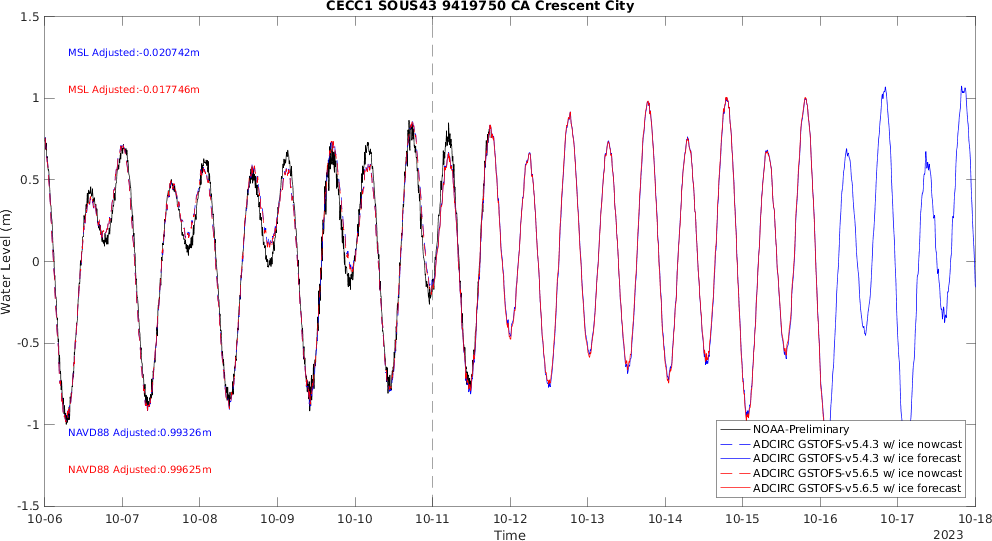 CECC1 SOUS43 9419750 CA Crescent City
1.5
MSL Adjusted:-0.020742m
MSL Adjusted:-0.017746m
1
0.5
0
-0.5
-1
-1.5
Water Level (m)
NAVD88 Adjusted:0.99326m
NAVD88 Adjusted:0.99625m
NOAA-Preliminary
ADCIRC GSTOFS-v5.4.3 w/ ice nowcast
ADCIRC GSTOFS-v5.4.3 w/ ice forecast
ADCIRC GSTOFS-v5.6.5 w/ ice nowcast
ADCIRC GSTOFS-v5.6.5 w/ ice forecast
10-06 10-07 10-08 10-09 10-10 10-11 10-12 10-13 10-14 10-15 10-16 10-17 10-18
Time
2023